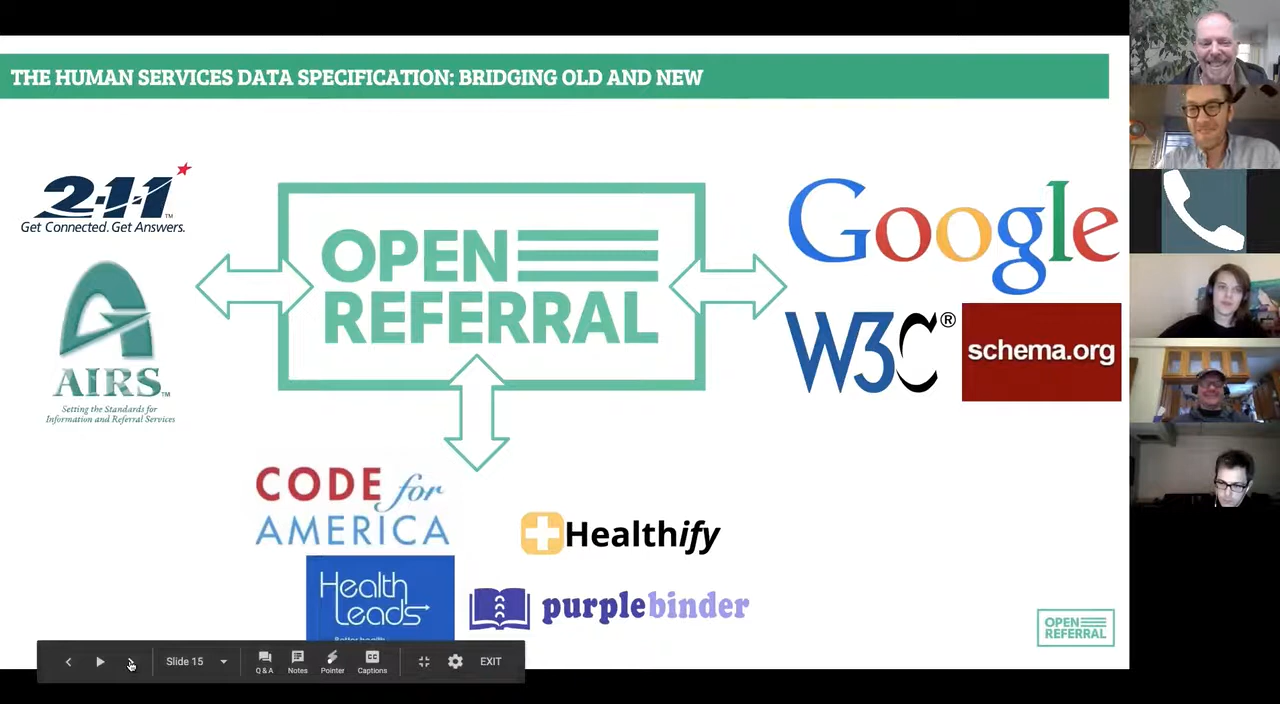 THE HUMAN SERVICES DATA SPECIFICATION: BRIDGING OLD AND NEW
2-1-1 ™
Get Connected. Get Answers.
AIRS™
Setting the Standards for
Information and Referral Services
OPEN
REFERRAL
Google
W3C®
schema.org
CODE for
AMERICA
Healthify
Health
Leads
purplebinder
OPEN
REFERRAL
Slide 15
Q & A
Notes
Pointer
Captions
EXIT